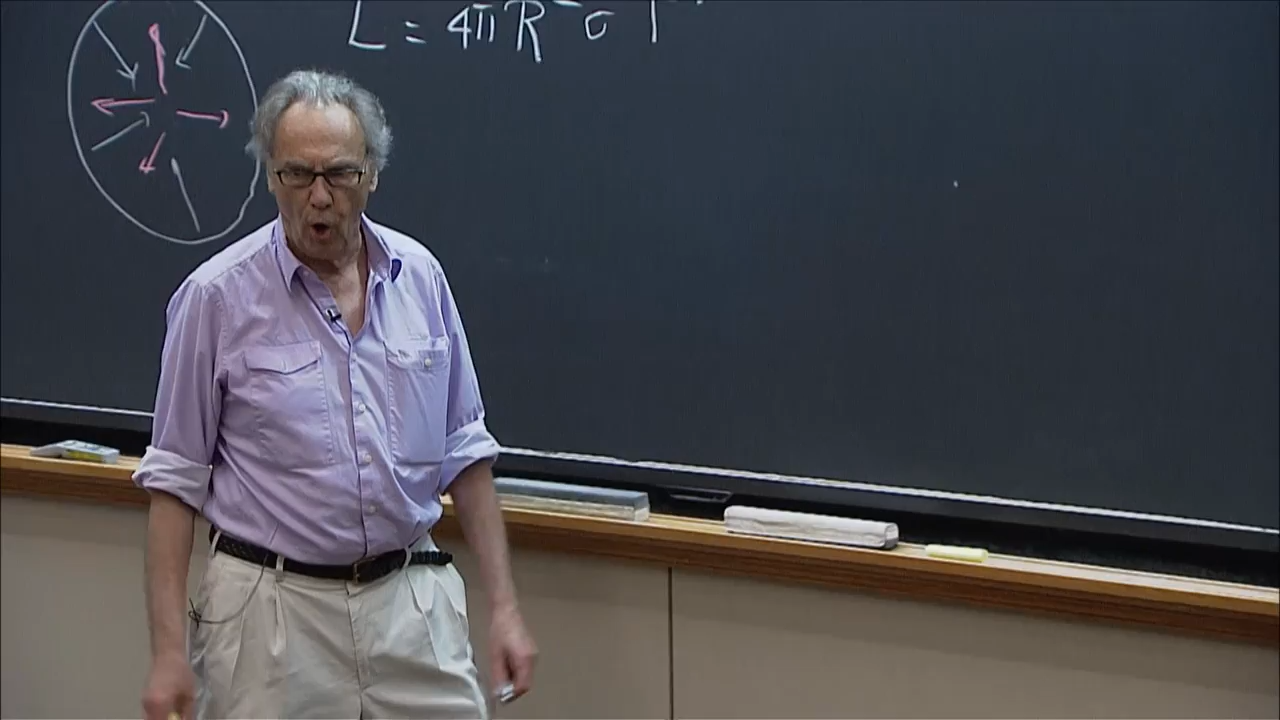 L = 4π R² σ T